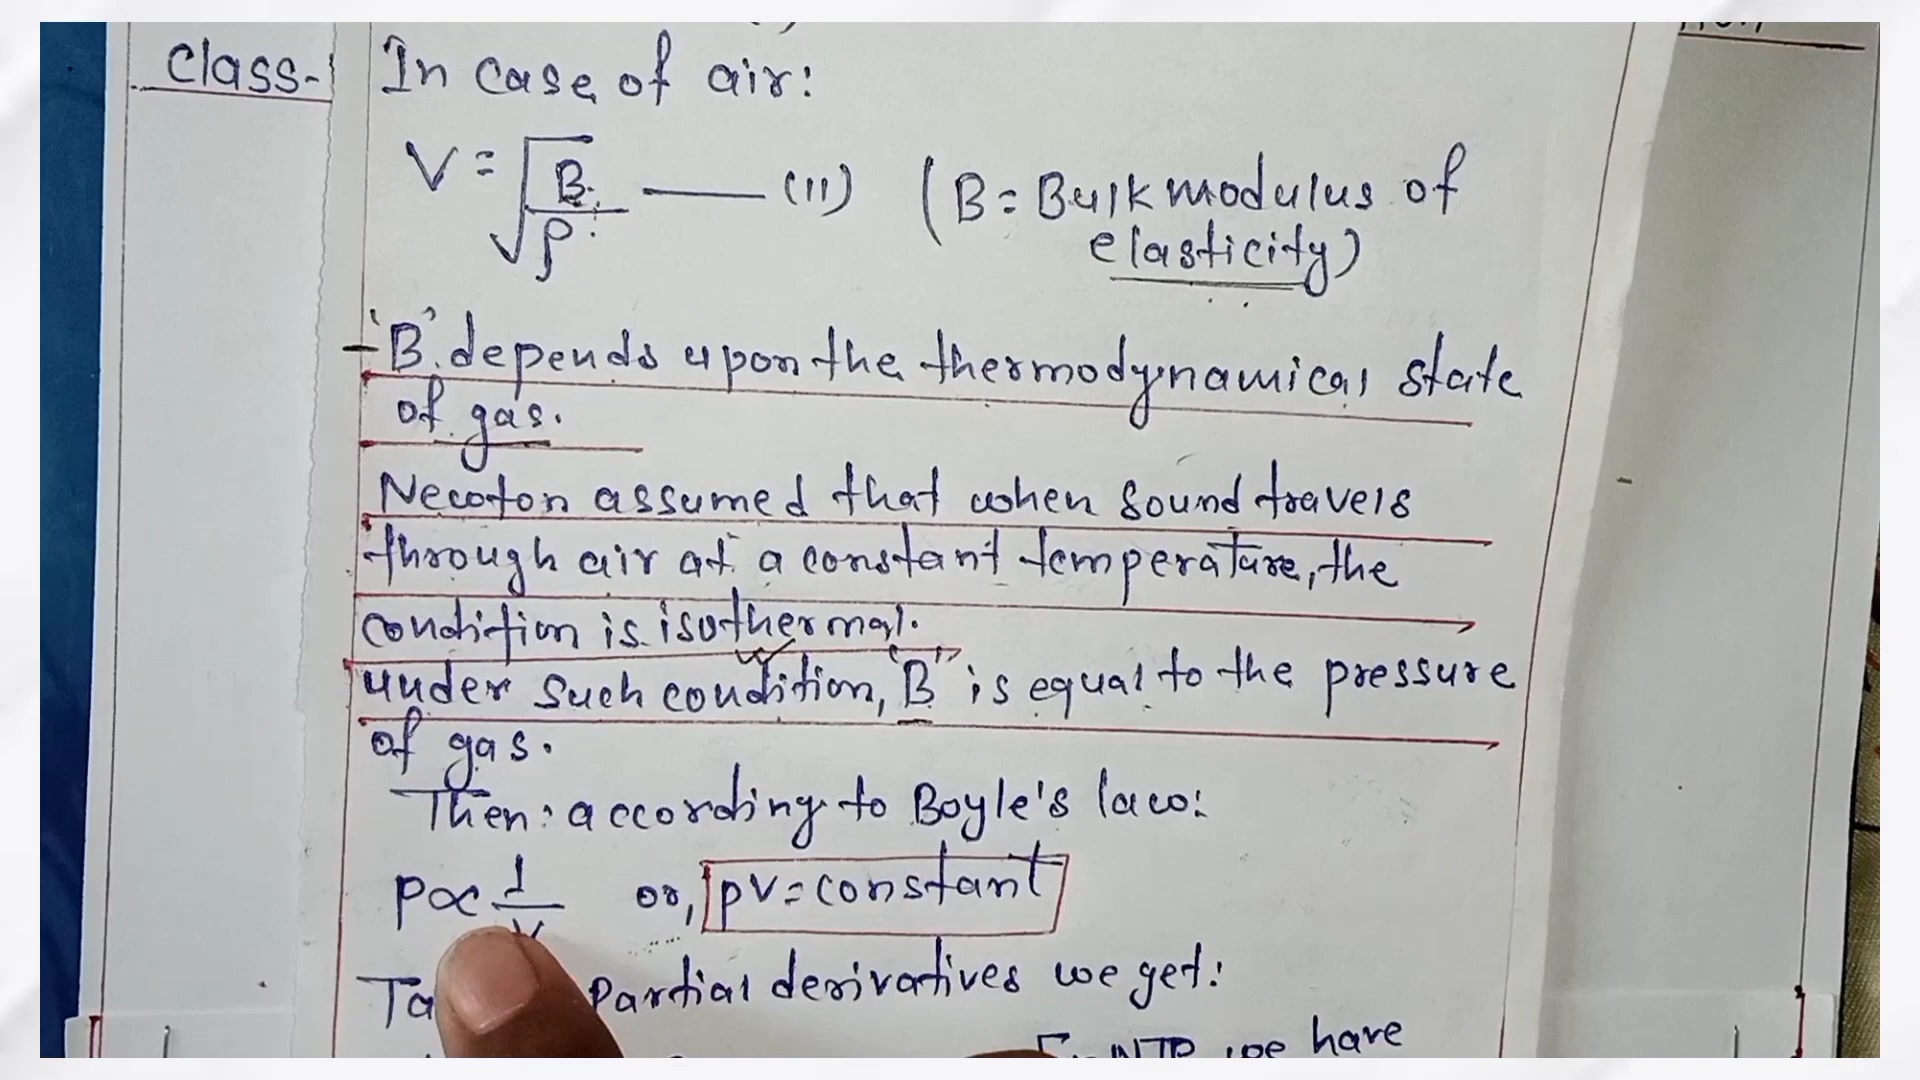 Class-
In case of air:
V = √B/ρ —— (11) (B = Bulk modulus of
elasticity)
- 'B' depends upon the thermodynamical state
of gas.
Newton assumed that when sound travels
through air at a constant temperature, the
condition is isothermal.
under such condition, 'B' is equal to the pressure
of gas.
Then: according to Boyle's law:
P ∝ 1/V or, PV = constant
Partial derivatives we get:
NTP we have